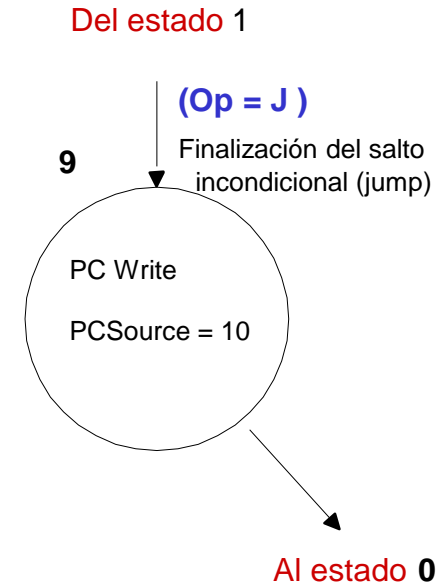 Del estado 1
(Op = J )
9
Finalización del salto
incondicional (jump)
PC Write
PCSource = 10
Al estado 0